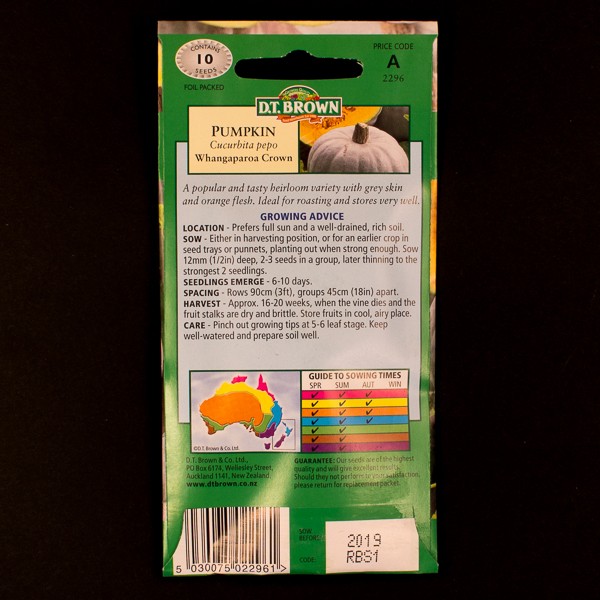 CONTAINS
10
SEEDS
FOIL PACKED
PRICE CODE
A
2296
D.T. BROWN
PUMPKIN
Cucurbita pepo
Whangaparoa Crown
A popular and tasty heirloom variety with grey skin
and orange flesh. Ideal for roasting and stores very well.
GROWING ADVICE
LOCATION - Prefers full sun and a well-drained, rich soil.
SOW - Either in harvesting position, or for an earlier crop in
seed trays or punnets, planting out when strong enough. Sow
12mm (1/2in) deep, 2-3 seeds in a group, later thinning to the
strongest 2 seedlings.
SEEDLINGS EMERGE - 6-10 days.
SPACING - Rows 90cm (3ft), groups 45cm (18in) apart.
HARVEST - Approx. 16-20 weeks, when the vine dies and the
fruit stalks are dry and brittle. Store fruits in cool, airy place.
CARE - Pinch out growing tips at 5-6 leaf stage. Keep
well-watered and prepare soil well.
GUIDE TO SOWING TIMES
SPR SUM AUT WIN
©D.T. Brown & Co. Ltd.
D.T. Brown & Co. Ltd.,
PO Box 6174, Wellesley Street,
Auckland 1141, New Zealand.
www.dtbrown.co.nz
GUARANTEE: Our seeds are of the highest
quality and will give excellent results.
Should they not perform to your satisfaction,
please return for replacement packet.
SOW
BEFORE:
2019
CODE:
RBS1
5 030075 022961 >